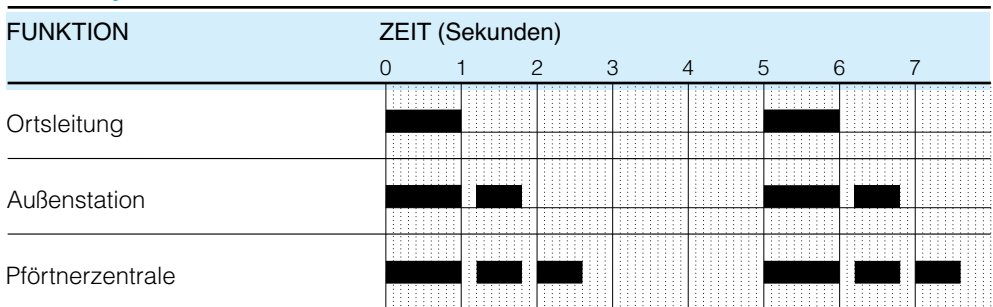 FUNKTION ZEIT (Sekunden)
0 1 2 3 4 5 6 7
Ortsleitung
Außenstation
Pförtnerzentrale